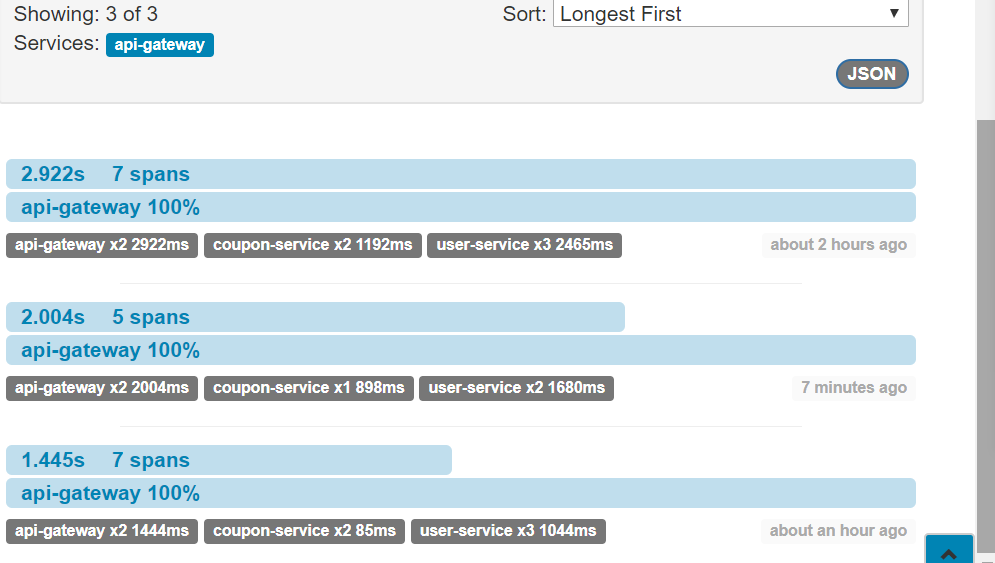 Showing: 3 of 3
Sort: Longest First
Services: api-gateway
JSON
2.922s 7 spans
api-gateway 100%
api-gateway x2 2922ms coupon-service x2 1192ms user-service x3 2465ms about 2 hours ago
2.004s 5 spans
api-gateway 100%
api-gateway x2 2004ms coupon-service x1 898ms user-service x2 1680ms 7 minutes ago
1.445s 7 spans
api-gateway 100%
api-gateway x2 1444ms coupon-service x2 85ms user-service x3 1044ms about an hour ago